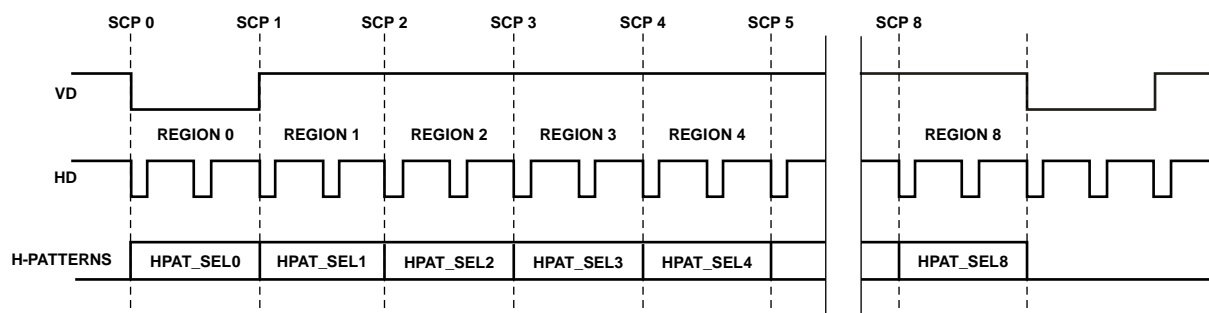 SCP 0 SCP 1 SCP 2 SCP 3 SCP 4 SCP 5 SCP 8
VD
REGION 0 REGION 1 REGION 2 REGION 3 REGION 4 REGION 8
HD
H-PATTERNS HPAT_SEL0 HPAT_SEL1 HPAT_SEL2 HPAT_SEL3 HPAT_SEL4 HPAT_SEL8